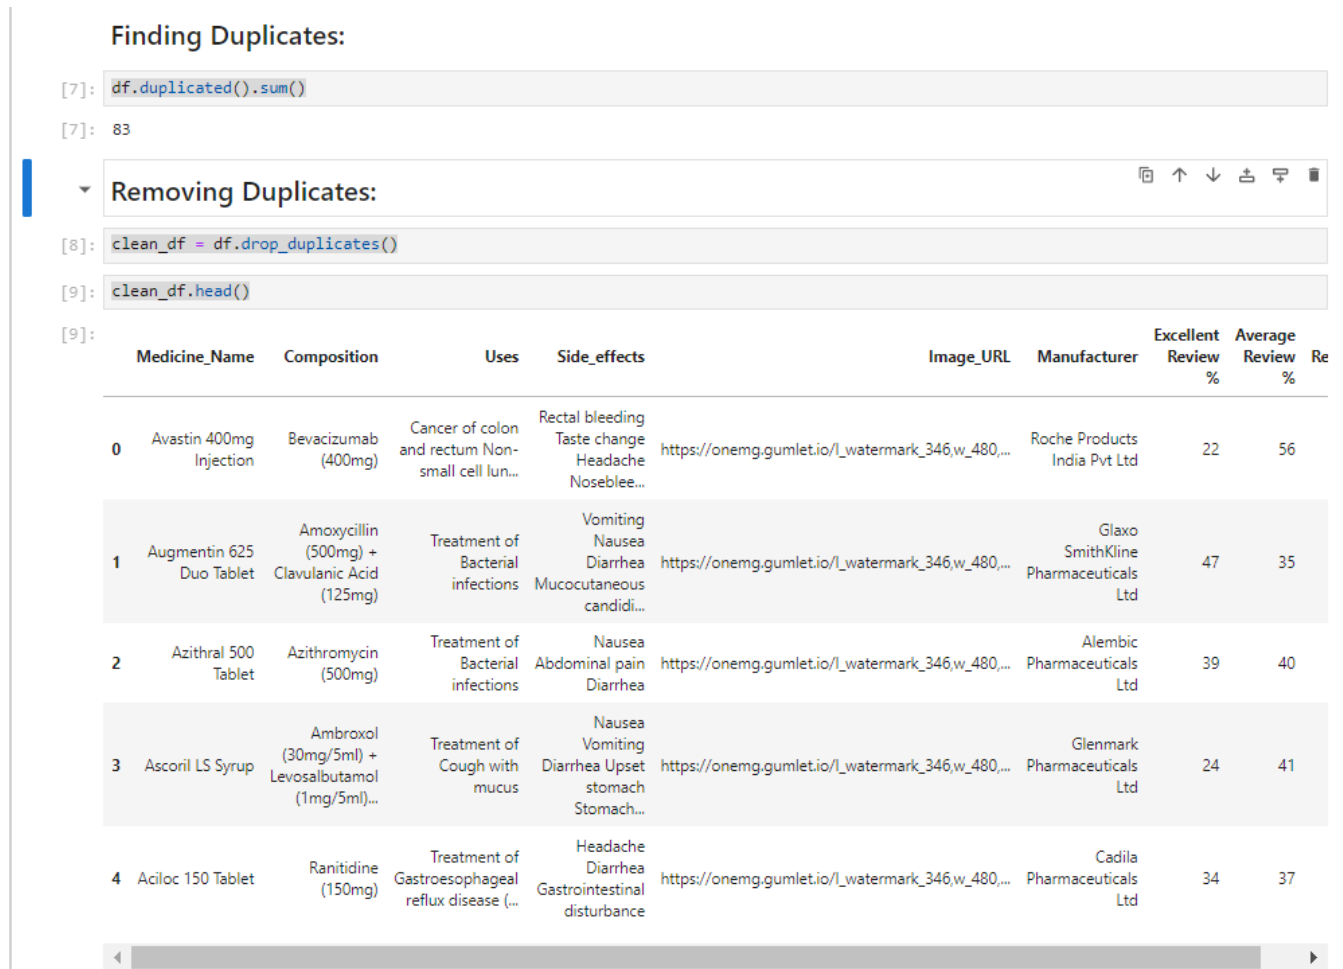 Finding Duplicates:
[7]: df.duplicated().sum()
[7]: 83
Removing Duplicates:
[8]: clean_df = df.drop_duplicates()
[9]: clean_df.head()
[9]:
Excellent Average
Medicine_Name Composition Uses Side_effects Image_URL Manufacturer Review Review Re
% %
Rectal bleeding
Cancer of colon
Avastin 400mg Bevacizumab Taste change Roche Products
0 and rectum Non- https://onemg.gumlet.io/l_watermark_346,w_480,... 22 56
Injection (400mg) Headache India Pvt Ltd
small cell lun...
Noseblee...
Vomiting
Amoxycillin Glaxo
Augmentin 625 (500mg) + Treatment of Nausea SmithKline
1 Bacterial Diarrhea https://onemg.gumlet.io/l_watermark_346,w_480,... 47 35
Duo Tablet Clavulanic Acid infections Mucocutaneous Pharmaceuticals
(125mg) candidi... Ltd
Azithral 500 Azithromycin Treatment of Nausea Alembic
2 Bacterial Abdominal pain https://onemg.gumlet.io/l_watermark_346,w_480,... Pharmaceuticals 39 40
Tablet (500mg) infections Diarrhea Ltd
Nausea
Ambroxol
(30mg/5ml) + Treatment of Vomiting Glenmark
3 Ascoril LS Syrup Cough with Diarrhea Upset https://onemg.gumlet.io/l_watermark_346,w_480,... Pharmaceuticals 24 41
Levosalbutamol mucus stomach Ltd
(1mg/5ml)... Stomach...
Headache
Ranitidine Treatment of Diarrhea Cadila
4 Aciloc 150 Tablet Gastroesophageal https://onemg.gumlet.io/l_watermark_346,w_480,... Pharmaceuticals 34 37
(150mg) reflux disease (... Gastrointestinal Ltd
disturbance